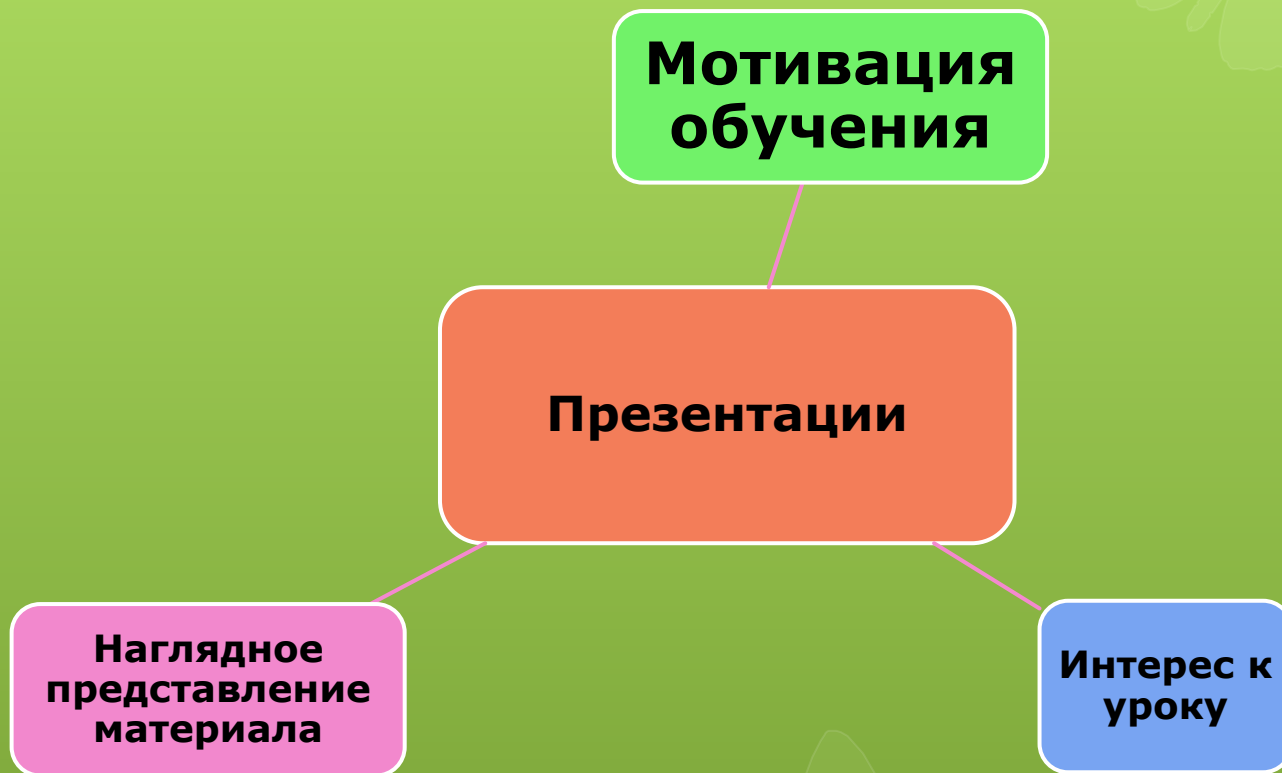 Мотивация
обучения
Презентации
Наглядное
представление
материала
Интерес к
уроку